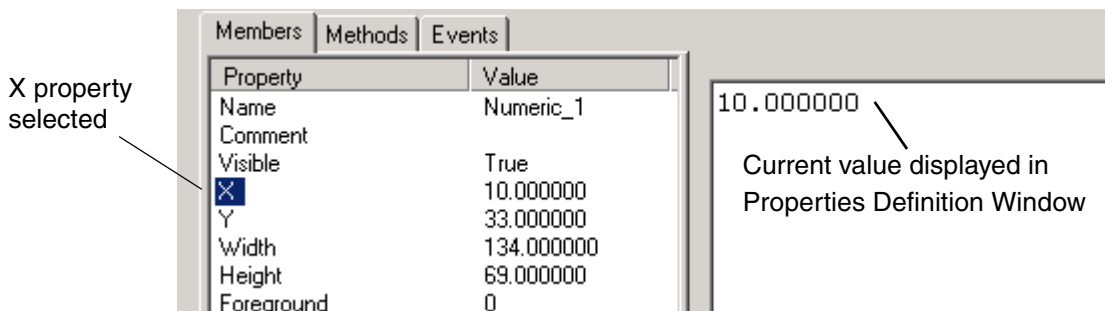 Members Methods Events
Property Value
Name Numeric_1
Comment
Visible True
X 10.000000
Y 33.000000
Width 134.000000
Height 69.000000
Foreground 0
X property
selected
10.000000
Current value displayed in
Properties Definition Window